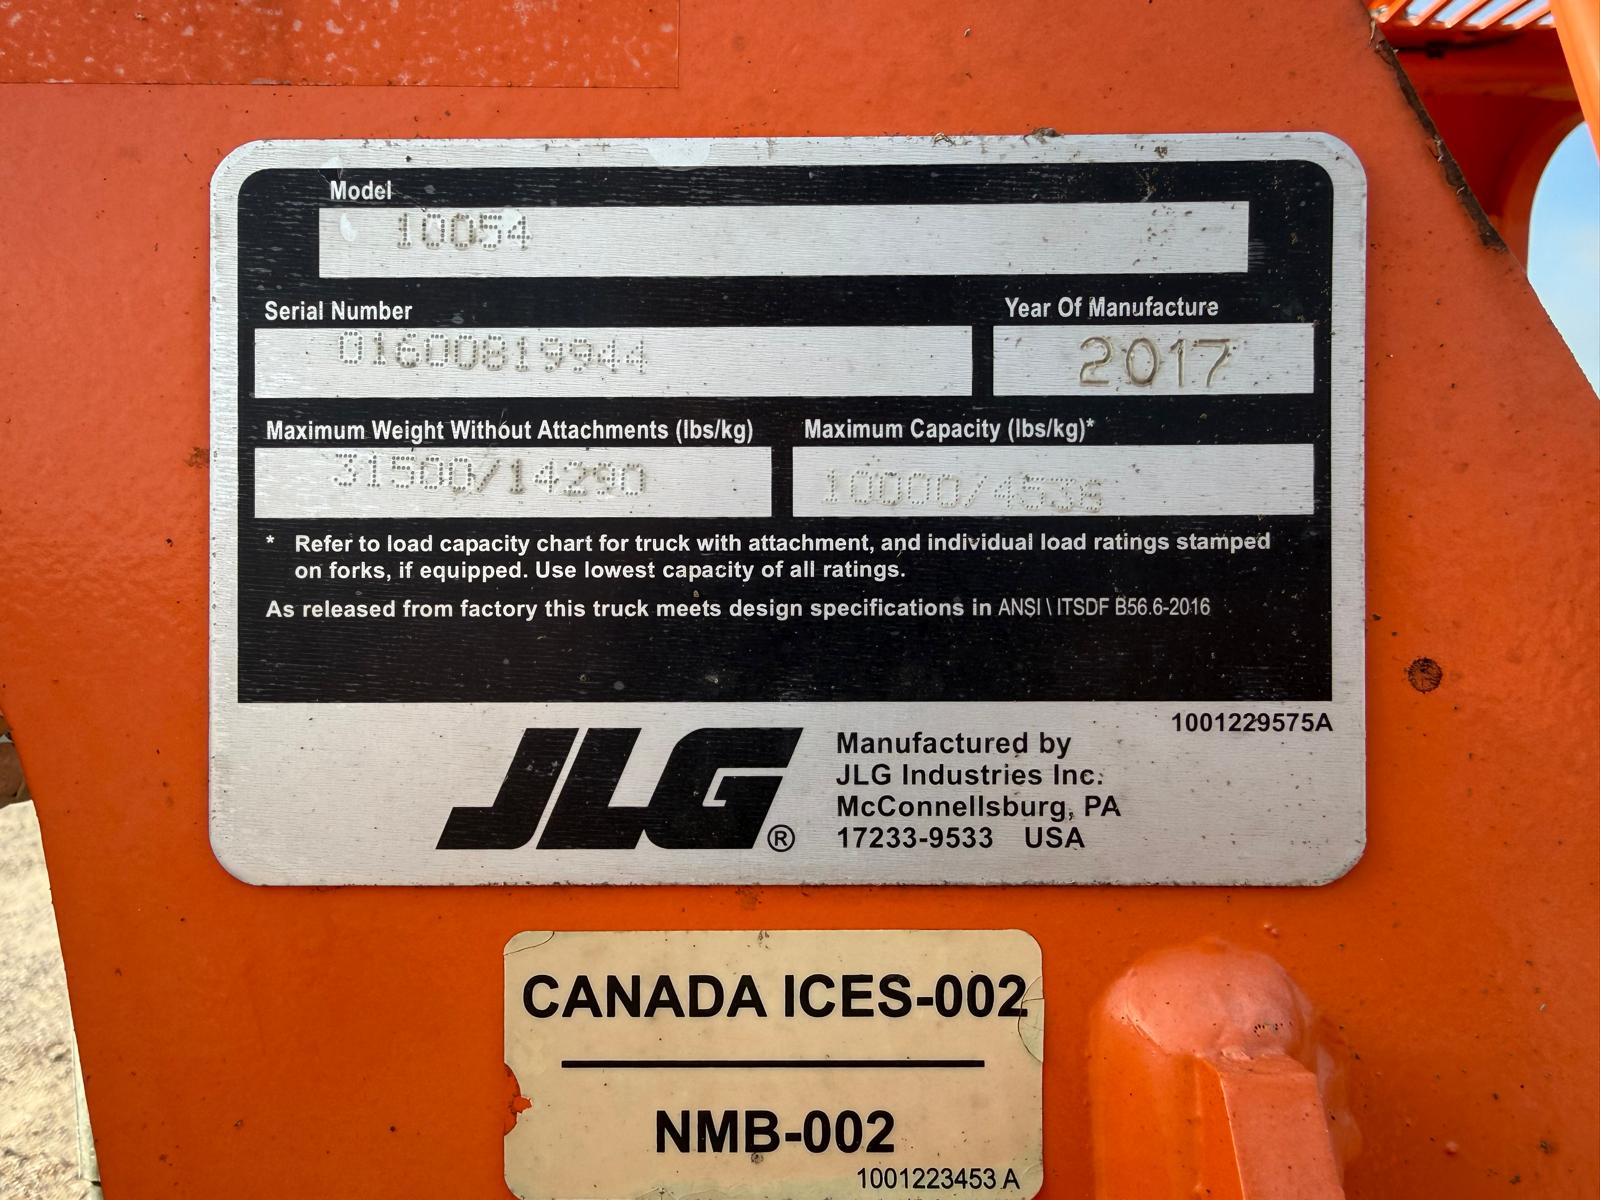 Model
10054
Serial Number
Year Of Manufacture
01600819944
2017
Maximum Weight Without Attachments (lbs/kg)
Maximum Capacity (lbs/kg)*
31500/14290
10000/4536
* Refer to load capacity chart for truck with attachment, and individual load ratings stamped
on forks, if equipped. Use lowest capacity of all ratings.
As released from factory this truck meets design specifications in ANSI \ ITSDF B56.6-2016
1001229575A
JLG®
Manufactured by
JLG Industries Inc.
McConnellsburg, PA
17233-9533 USA
CANADA ICES-002
NMB-002
1001223453 A